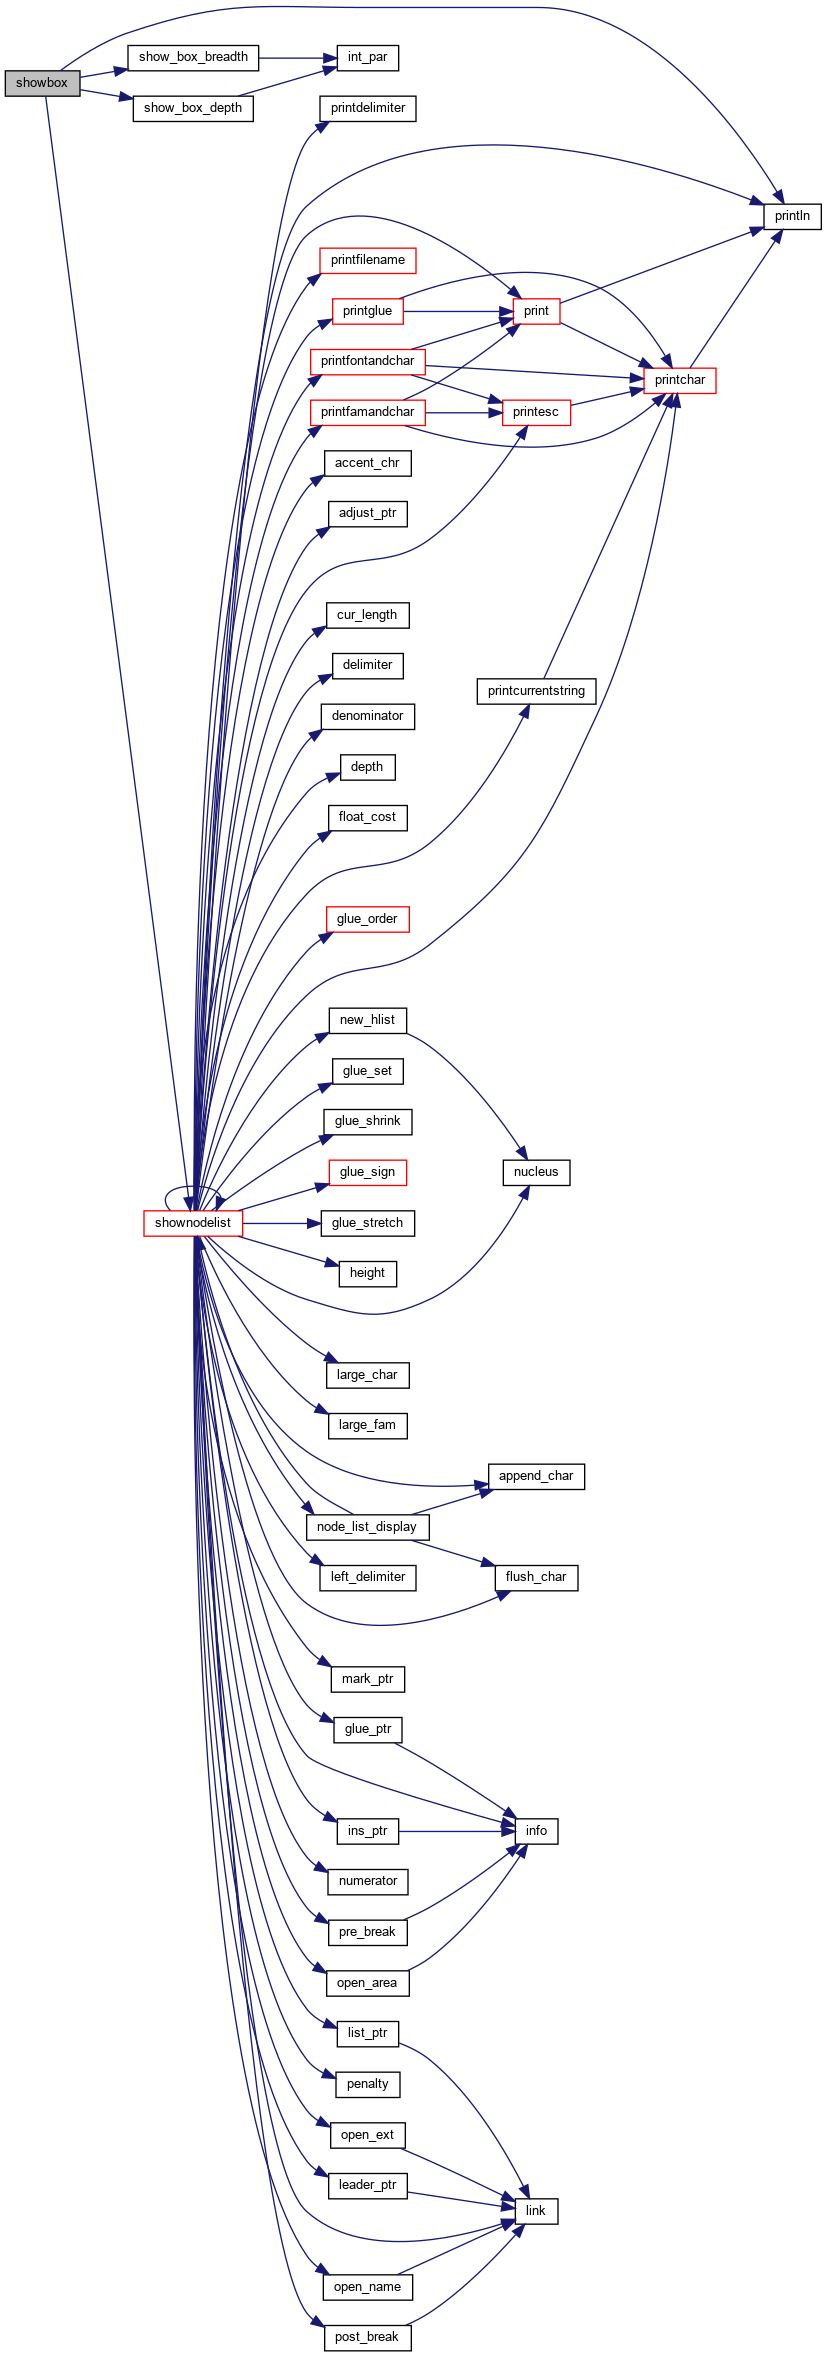 showbox
show_box_breadth
int_par
show_box_depth
printdelimiter
println
printfilename
printglue
print
printfontandchar
printchar
printfamandchar
printesc
accent_chr
adjust_ptr
cur_length
delimiter
printcurrentstring
denominator
depth
float_cost
glue_order
new_hlist
glue_set
glue_shrink
glue_sign
nucleus
shownodelist
glue_stretch
height
large_char
large_fam
append_char
node_list_display
left_delimiter
flush_char
mark_ptr
glue_ptr
ins_ptr
info
numerator
pre_break
open_area
list_ptr
penalty
open_ext
leader_ptr
link
open_name
post_break